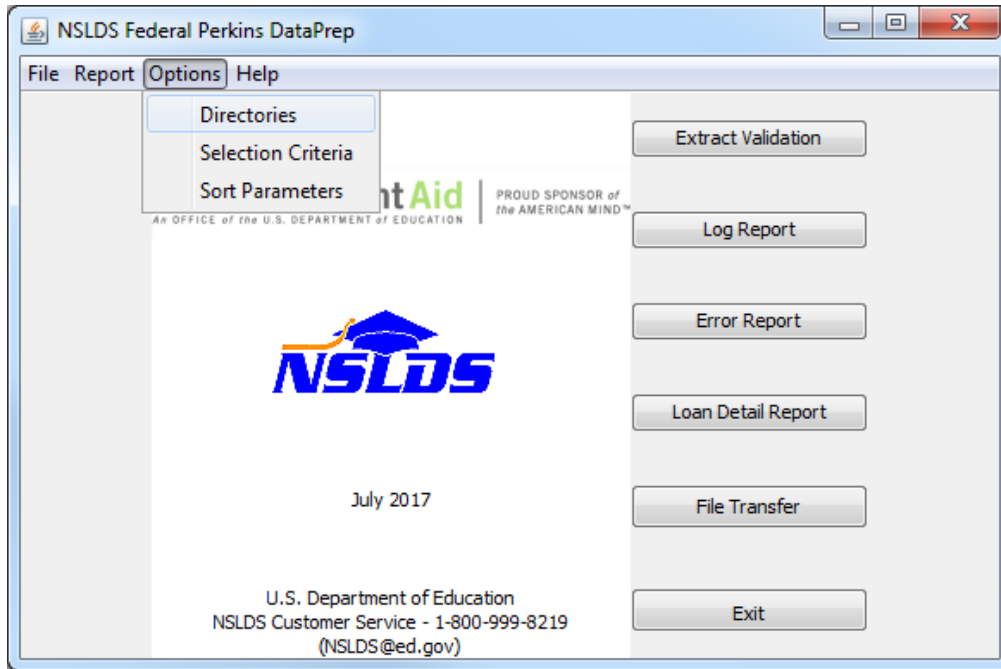 NSLDS Federal Perkins DataPrep
File Report Options Help
Directories
Selection Criteria
Sort Parameters
Aid
PROUD SPONSOR of
the AMERICAN MIND™
An OFFICE of the U.S. DEPARTMENT of EDUCATION
NSLDS
July 2017
U.S. Department of Education
NSLDS Customer Service - 1-800-999-8219
(NSLDS@ed.gov)
Extract Validation
Log Report
Error Report
Loan Detail Report
File Transfer
Exit